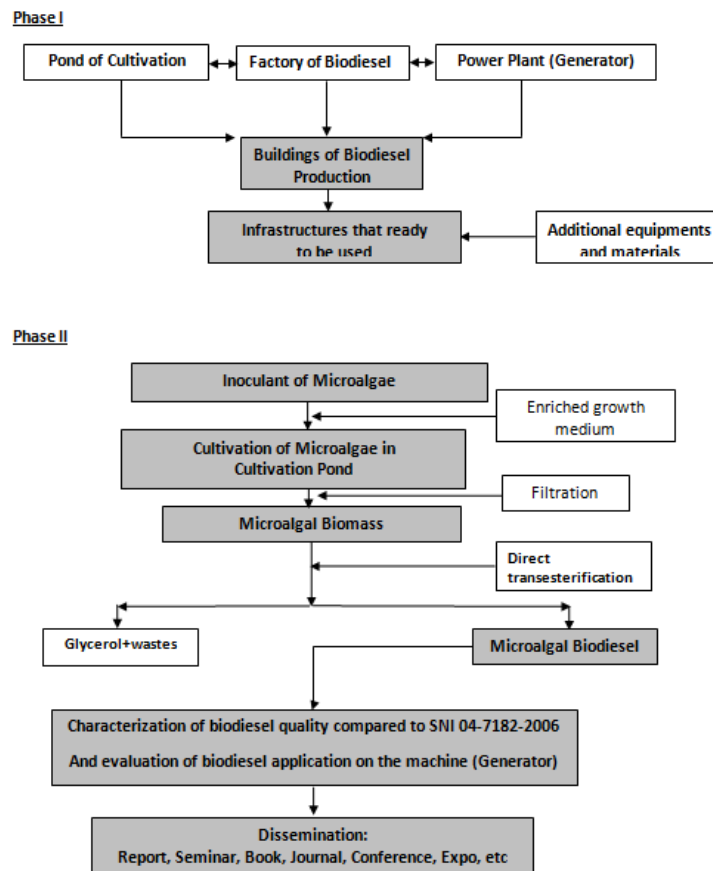 Phase I
Pond of Cultivation
Factory of Biodiesel
Power Plant (Generator)
Buildings of Biodiesel
Production
Infrastructures that ready
to be used
Additional equipments
and materials
Phase II
Inoculant of Microalgae
Enriched growth
medium
Cultivation of Microalgae in
Cultivation Pond
Filtration
Microalgal Biomass
Direct
transesterification
Glycerol+wastes
Microalgal Biodiesel
Characterization of biodiesel quality compared to SNI 04-7182-2006
And evaluation of biodiesel application on the machine (Generator)
Dissemination:
Report, Seminar, Book, Journal, Conference, Expo, etc